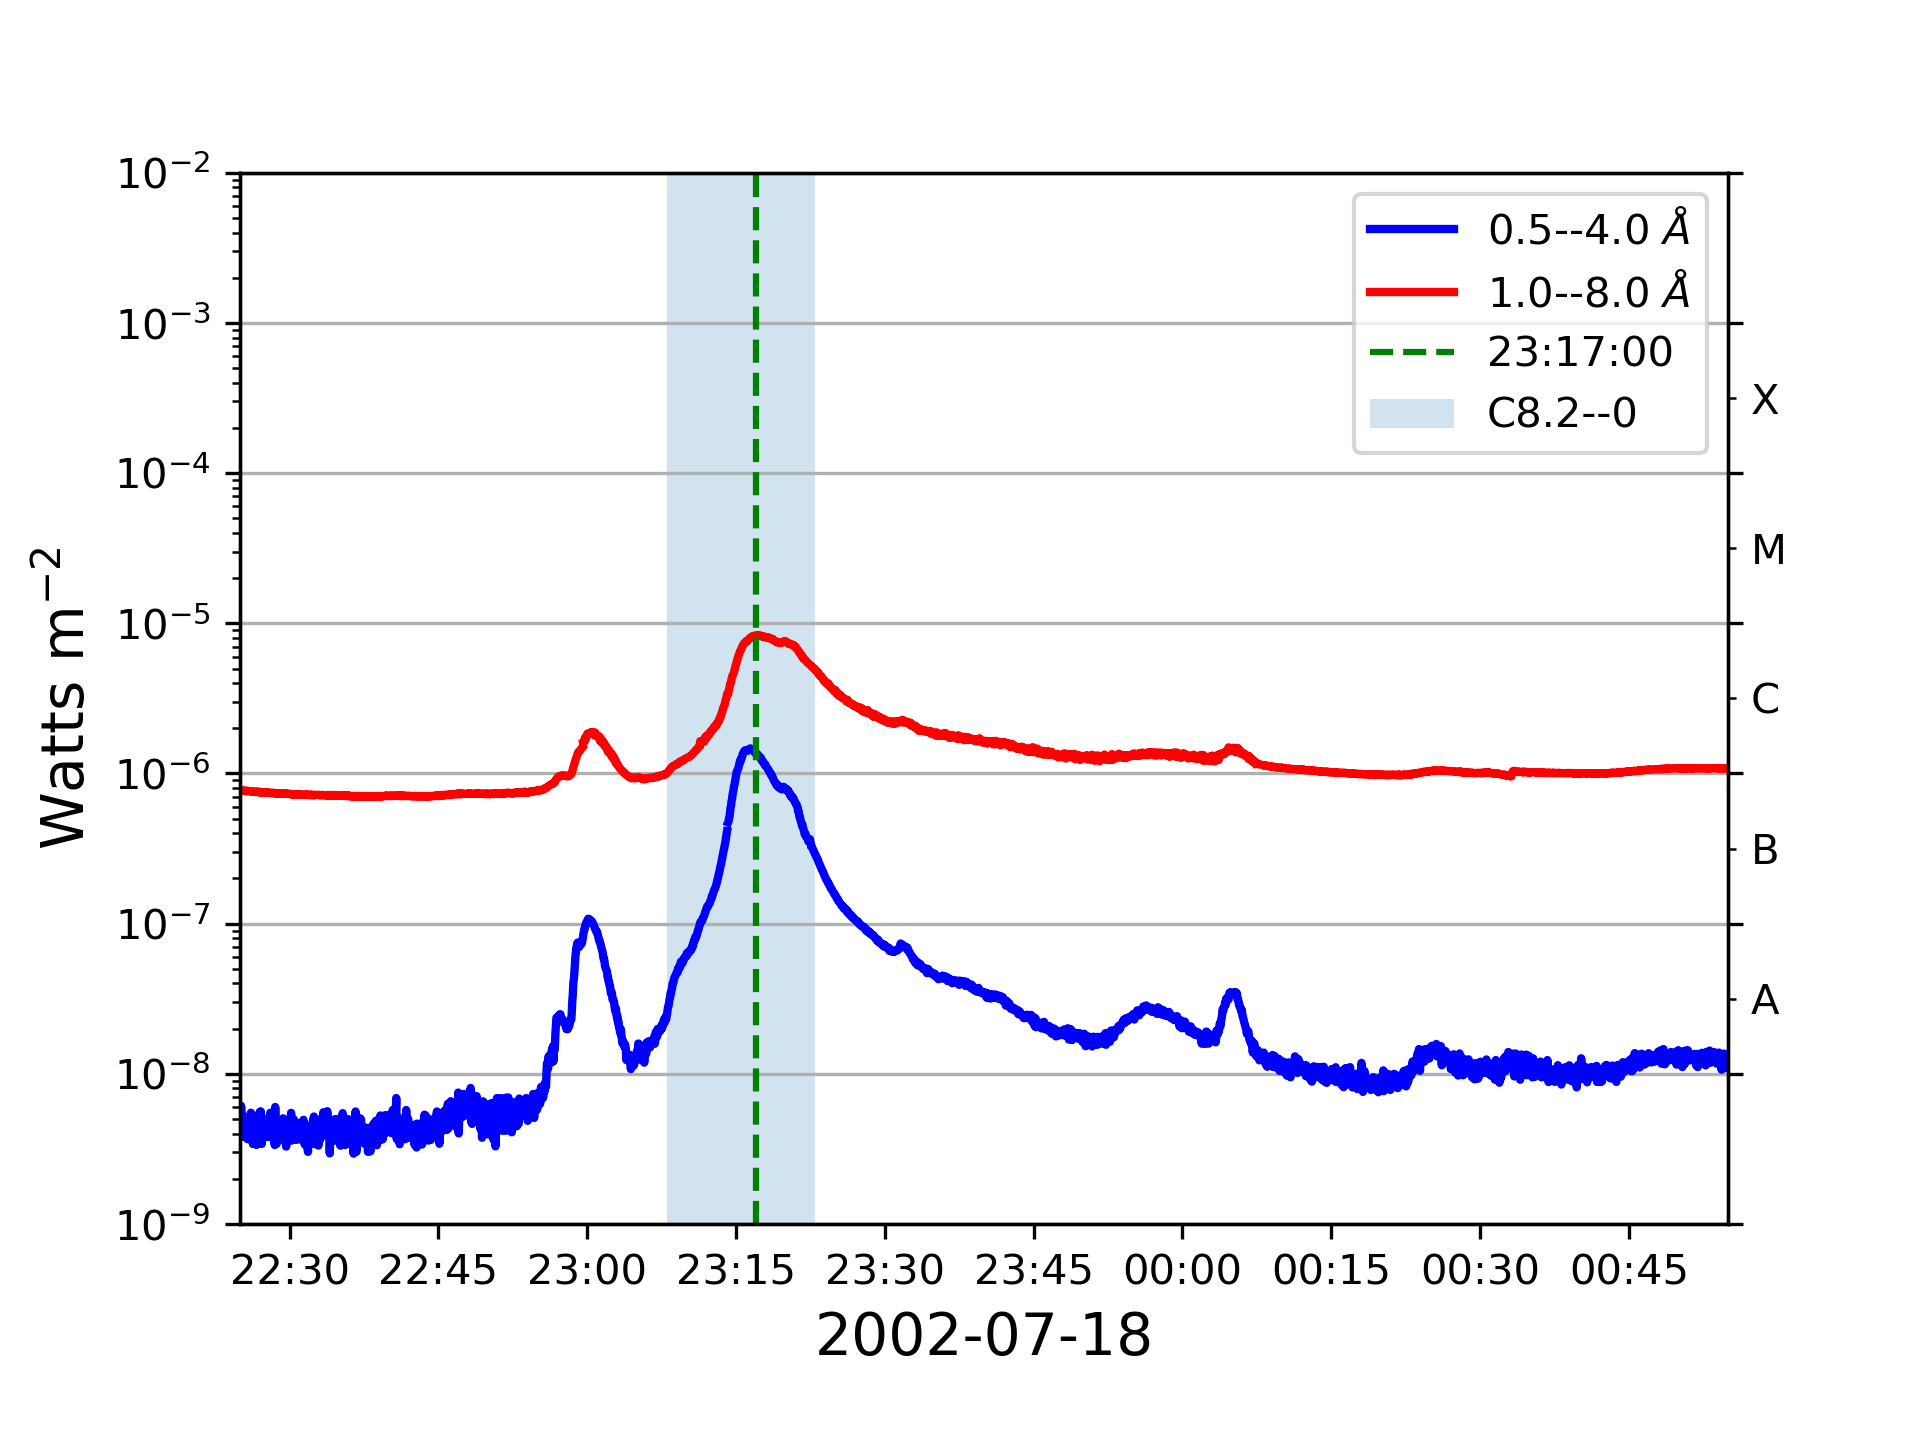 10⁻²
10⁻³
10⁻⁴
10⁻⁵
10⁻⁶
10⁻⁷
10⁻⁸
10⁻⁹
Watts m⁻²
0.5--4.0 Å
1.0--8.0 Å
23:17:00
C8.2--0
X
M
C
B
A
22:30 22:45 23:00 23:15 23:30 23:45 00:00 00:15 00:30 00:45
2002-07-18